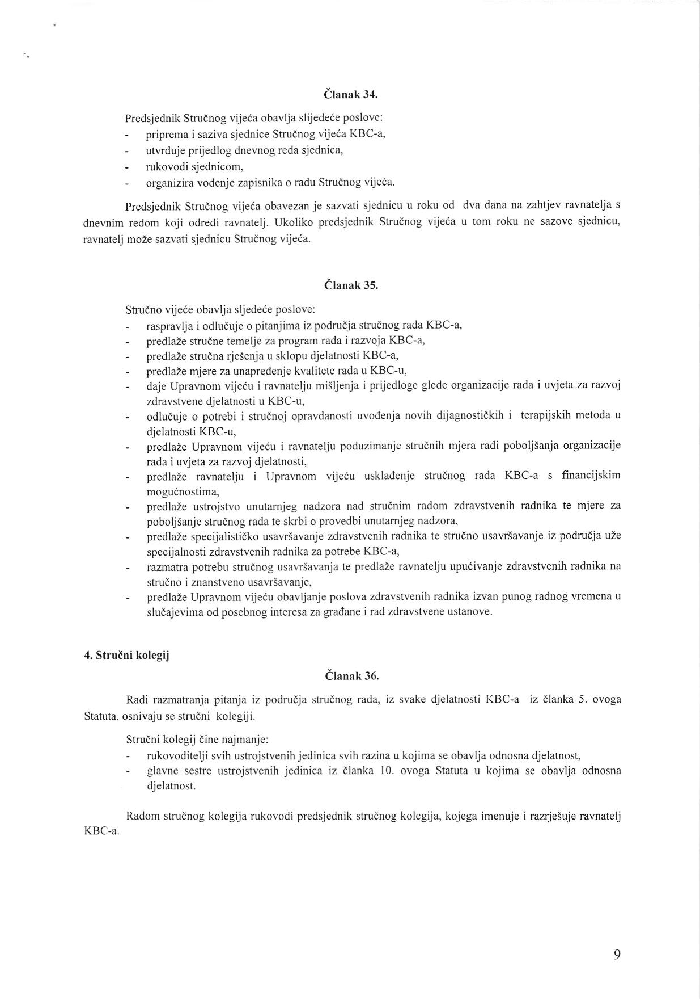 Članak 34.
Predsjednik Stručnog vijeća obavlja slijedeće poslove:
- priprema i saziva sjednice Stručnog vijeća KBC-a,
- utvrđuje prijedlog dnevnog reda sjednica,
- rukovodi sjednicom,
- organizira vođenje zapisnika o radu Stručnog vijeća.
Predsjednik Stručnog vijeća obavezan je sazvati sjednicu u roku od dva dana na zahtjev ravnatelja s
dnevnim redom koji odredi ravnatelj. Ukoliko predsjednik Stručnog vijeća u tom roku ne sazove sjednicu,
ravnatelj može sazvati sjednicu Stručnog vijeća.
Članak 35.
Stručno vijeće obavlja sljedeće poslove:
- raspravlja i odlučuje o pitanjima iz područja stručnog rada KBC-a,
- predlaže stručne temelje za program rada i razvoja KBC-a,
- predlaže stručna rješenja u sklopu djelatnosti KBC-a,
- predlaže mjere za unapređenje kvalitete rada u KBC-u,
- daje Upravnom vijeću i ravnatelju mišljenja i prijedloge glede organizacije rada i uvjeta za razvoj
zdravstvene djelatnosti u KBC-u,
- odlučuje o potrebi i stručnoj opravdanosti uvođenja novih dijagnostičkih i terapijskih metoda u
djelatnosti KBC-u,
- predlaže Upravnom vijeću i ravnatelju poduzimanje stručnih mjera radi poboljšanja organizacije
rada i uvjeta za razvoj djelatnosti,
- predlaže ravnatelju i Upravnom vijeću usklađenje stručnog rada KBC-a s financijskim
mogućnostima,
- predlaže ustrojstvo unutarnjeg nadzora nad stručnim radom zdravstvenih radnika te mjere za
poboljšanje stručnog rada te skrbi o provedbi unutarnjeg nadzora,
- predlaže specijalističko usavršavanje zdravstvenih radnika te stručno usavršavanje iz područja uže
specijalnosti zdravstvenih radnika za potrebe KBC-a,
- razmatra potrebu stručnog usavršavanja te predlaže ravnatelju upućivanje zdravstvenih radnika na
stručno i znanstveno usavršavanje,
- predlaže Upravnom vijeću obavljanje poslova zdravstvenih radnika izvan punog radnog vremena u
slučajevima od posebnog interesa za građane i rad zdravstvene ustanove.
4. Stručni kolegij
Članak 36.
Radi razmatranja pitanja iz područja stručnog rada, iz svake djelatnosti KBC-a iz članka 5. ovoga
Statuta, osnivaju se stručni kolegiji.
Stručni kolegij čine najmanje:
- rukovoditelji svih ustrojstvenih jedinica svih razina u kojima se obavlja odnosna djelatnost,
- glavne sestre ustrojstvenih jedinica iz članka 10. ovoga Statuta u kojima se obavlja odnosna
djelatnost.
Radom stručnog kolegija rukovodi predsjednik stručnog kolegija, kojega imenuje i razrješuje ravnatelj
KBC-a.
9